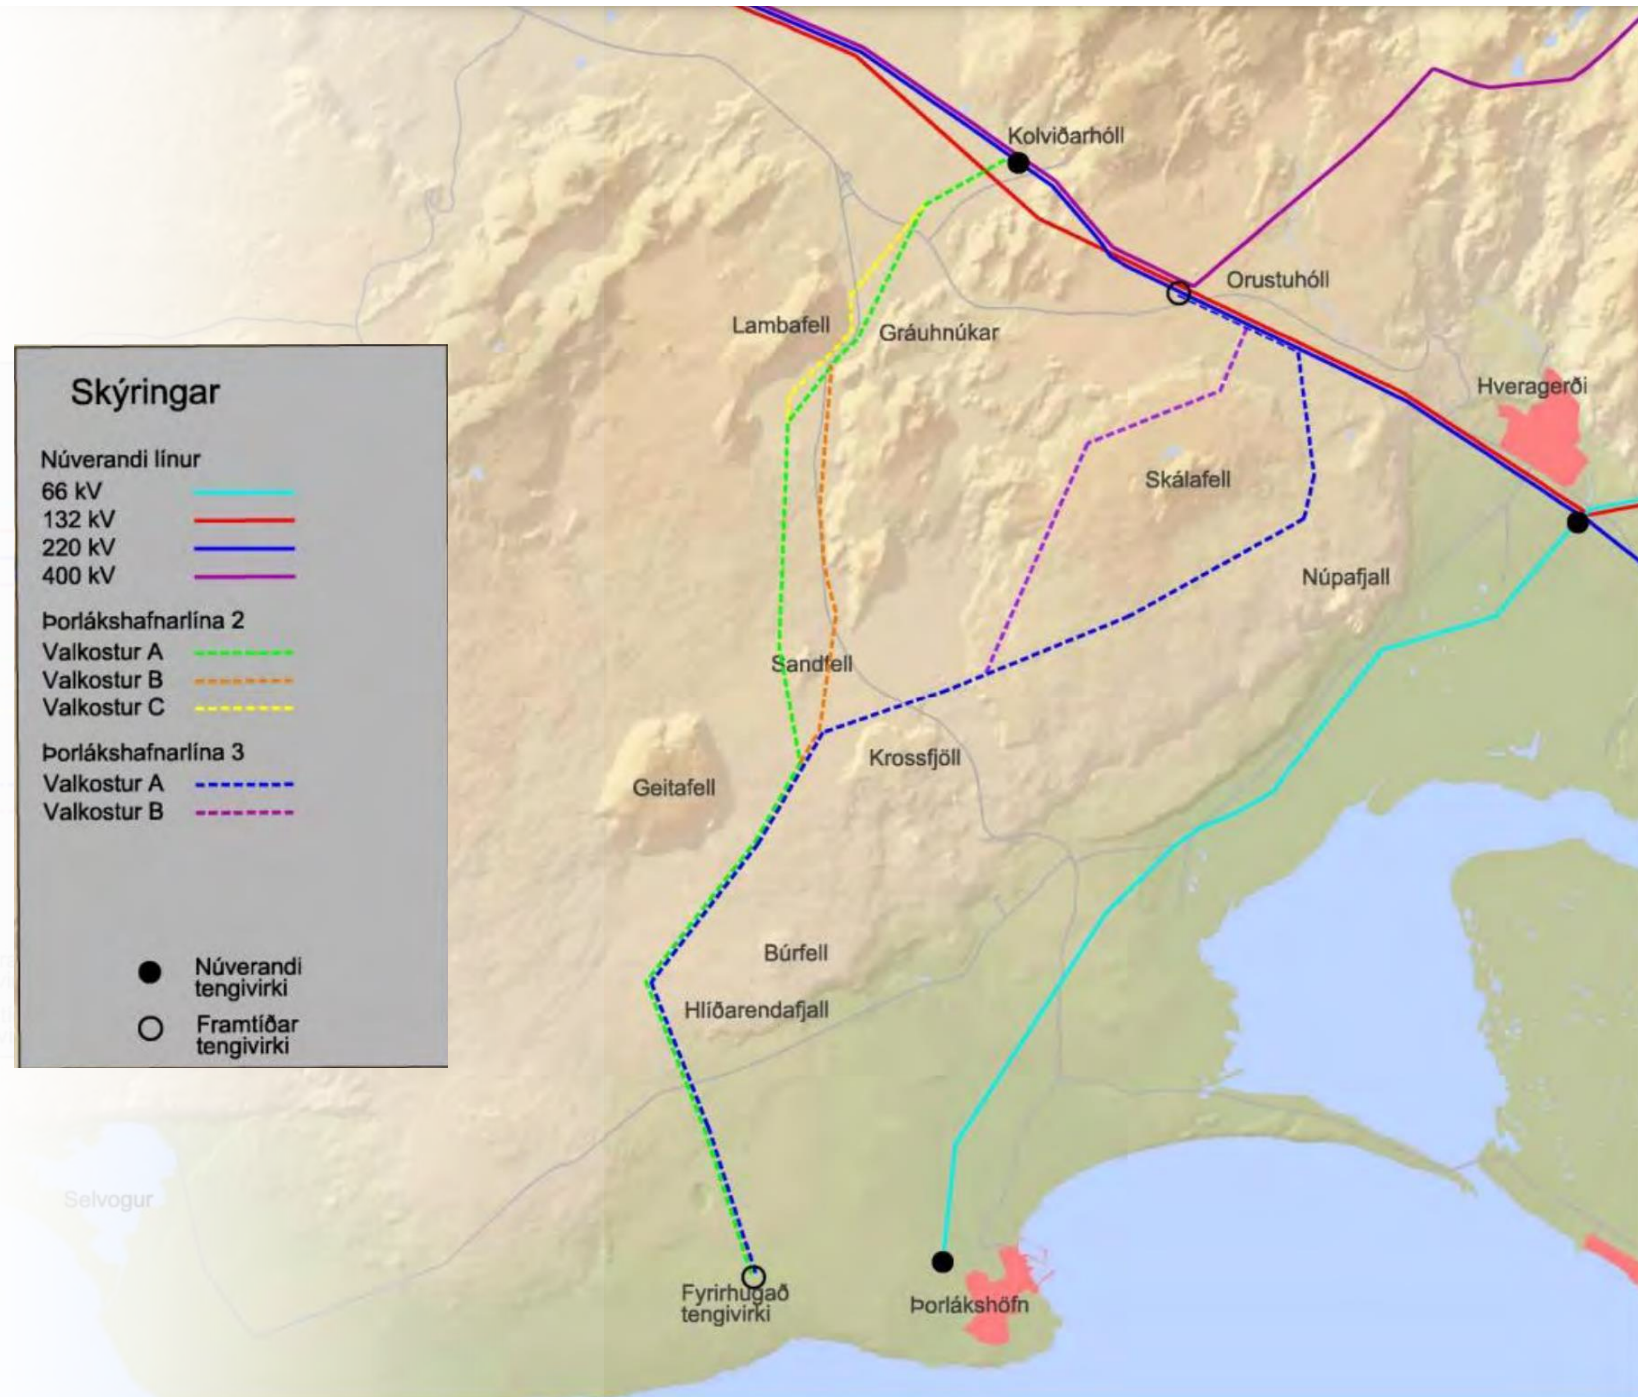 Kolviðarhóll
Orustuhóll
Lambafell
Gráuhnúkar
Hveragerði
Skálafell
Núpafjall
Sandfell
Krossfjöll
Geitafell
Búrfell
Hlíðarendafjall
Selvogur
Fyrirhugað
tengivirki
Þorlákshöfn
Skýringar
Núverandi línur
66 kV
132 kV
220 kV
400 kV
Þorlákshafnarlína 2
Valkostur A
Valkostur B
Valkostur C
Þorlákshafnarlína 3
Valkostur A
Valkostur B
Núverandi
tengivirki
Framtíðar
tengivirki